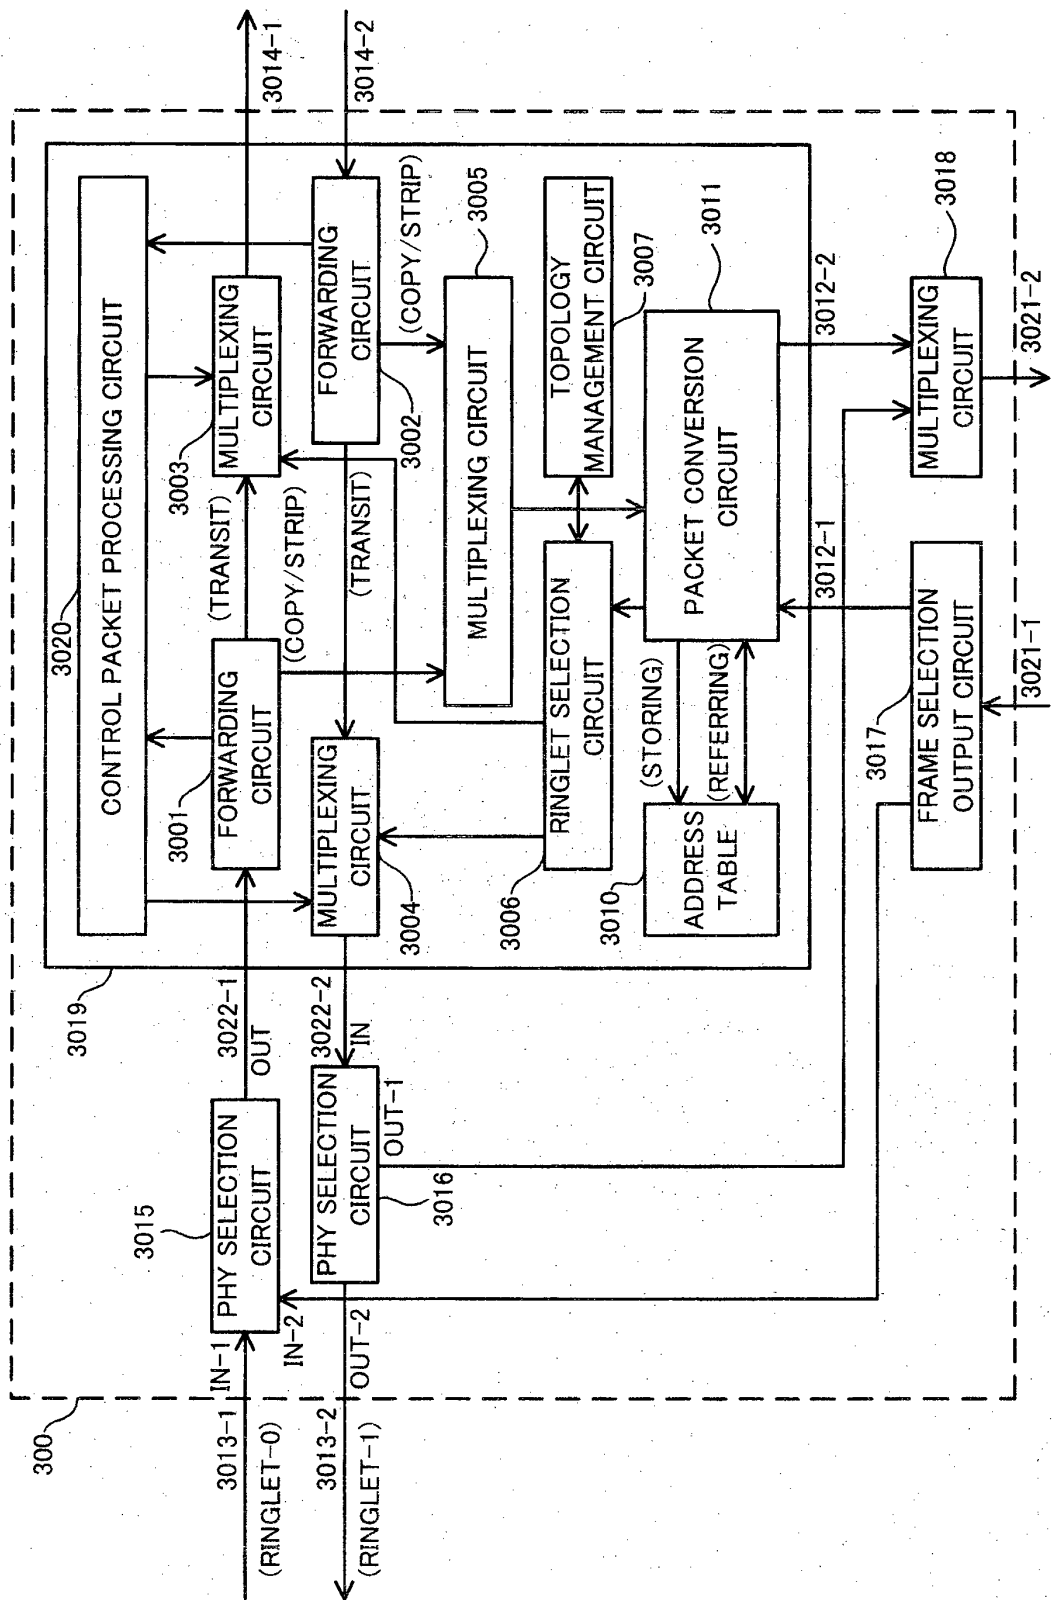 300
3019
3020
CONTROL PACKET PROCESSING CIRCUIT
3014-1
3014-2
3013-1
(RINGLET-0)
IN-1
IN-2
3015
PHY SELECTION
CIRCUIT
3022-1
OUT
3001
FORWARDING
CIRCUIT
(TRANSIT)
(COPY/STRIP)
3003
MULTIPLEXING
CIRCUIT
3013-2
(RINGLET-1)
OUT-2
PHY SELECTION
CIRCUIT
3016
OUT-1
3022-2
IN
MULTIPLEXING
CIRCUIT
3004
(TRANSIT)
FORWARDING
CIRCUIT
3002
(COPY/STRIP)
MULTIPLEXING CIRCUIT
3005
3006
RINGLET SELECTION
CIRCUIT
TOPOLOGY
MANAGEMENT CIRCUIT
3007
3010
ADDRESS
TABLE
(STORING)
(REFERRING)
PACKET CONVERSION
CIRCUIT
3011
3012-1
3012-2
3017
FRAME SELECTION
OUTPUT CIRCUIT
MULTIPLEXING
CIRCUIT
3018
3021-1
3021-2